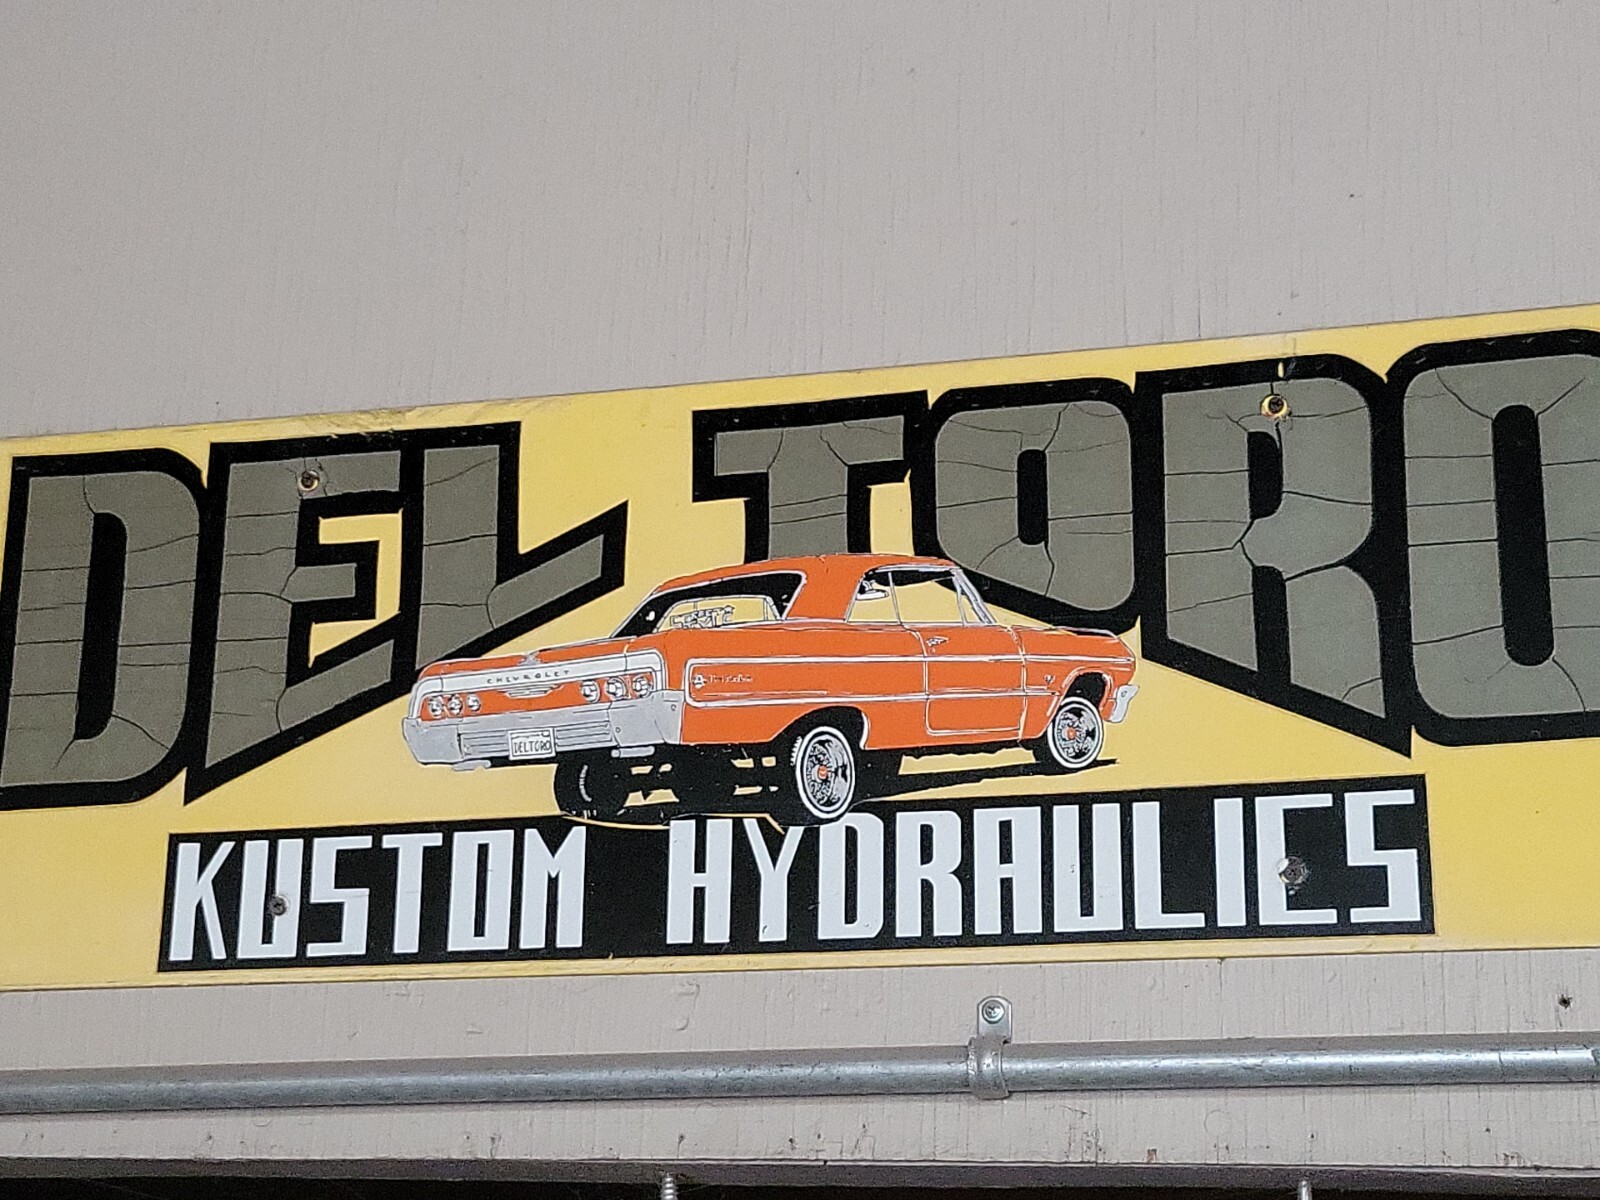 DEL TORO
CHEVROLET
DELTORO
KUSTOM HYDRAULICS